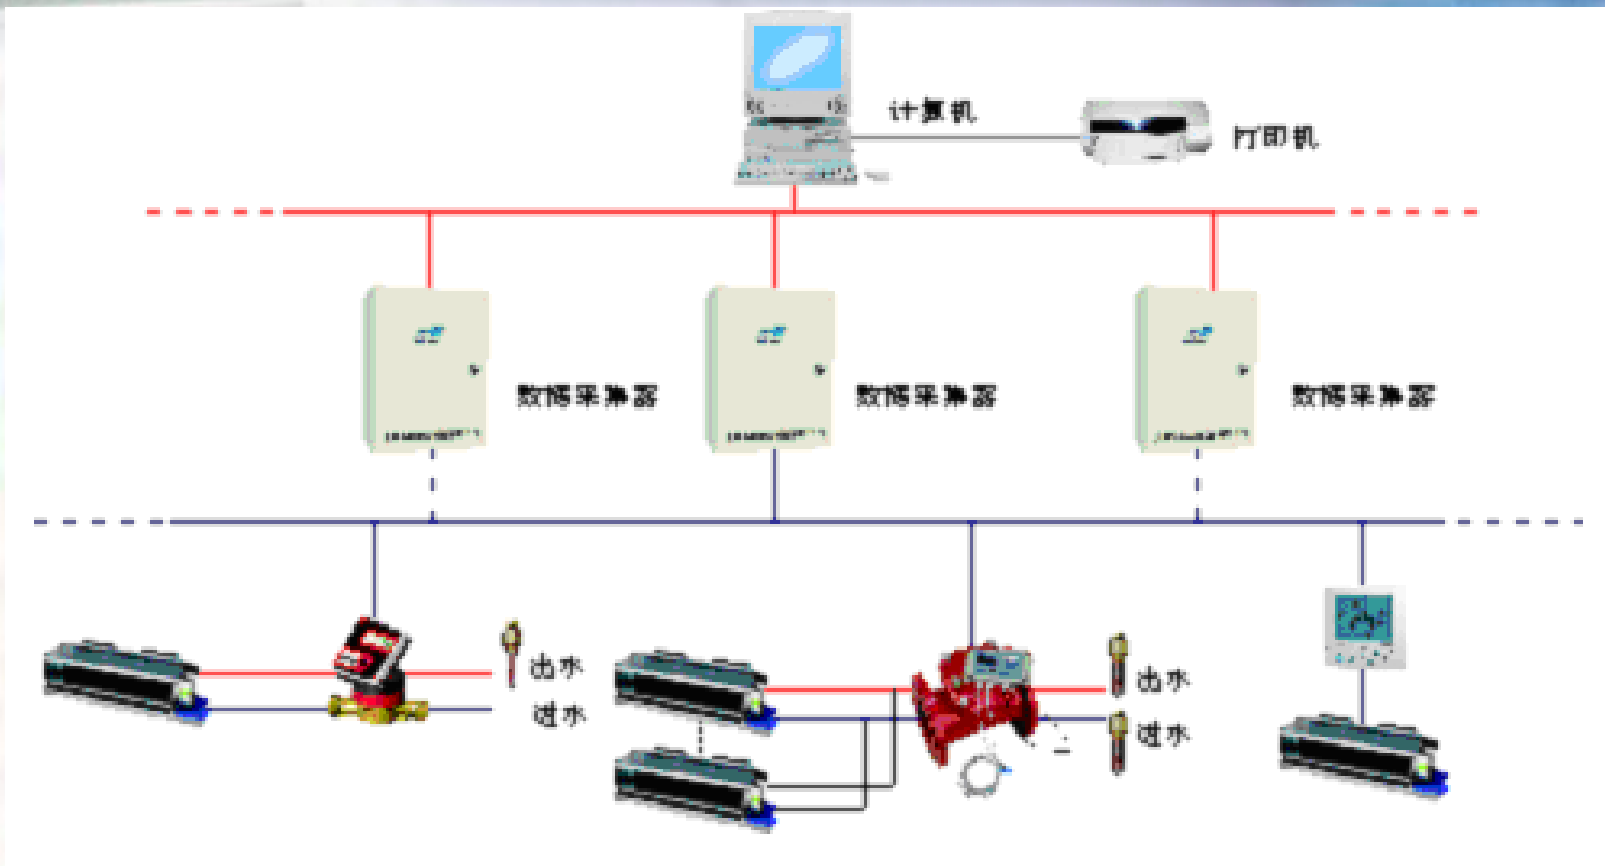 计算机
打印机
数据采集器
数据采集器
数据采集器
出水
进水
出水
进水